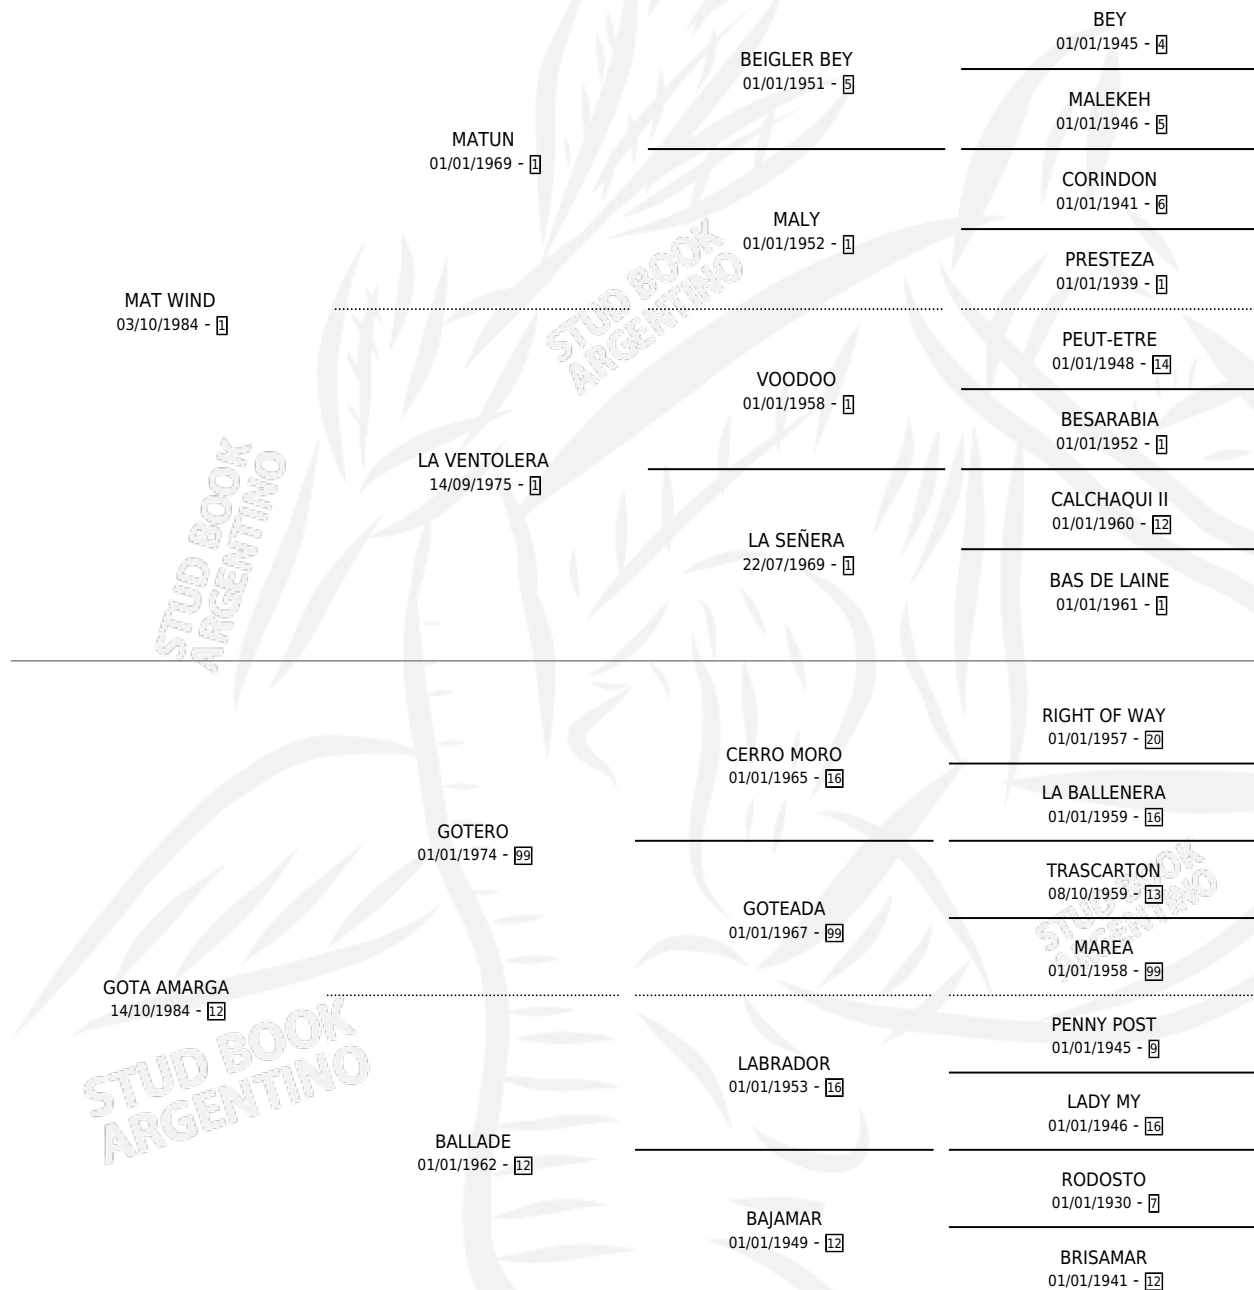 BEY
01/01/1945 - 4
BEIGLER BEY
01/01/1951 - 5
MALEKEH
01/01/1946 - 5
MATUN
01/01/1969 - 1
CORINDON
01/01/1941 - 6
MALY
01/01/1952 - 1
PRESTEZA
01/01/1939 - 1
MAT WIND
03/10/1984 - 1
PEUT-ETRE
01/01/1948 - 14
VOODOO
01/01/1958 - 1
BESARABIA
01/01/1952 - 1
LA VENTOLERA
14/09/1975 - 1
CALCHAQUI II
01/01/1960 - 12
LA SEÑERA
22/07/1969 - 1
BAS DE LAINE
01/01/1961 - 1
RIGHT OF WAY
01/01/1957 - 20
CERRO MORO
01/01/1965 - 16
LA BALLENERA
01/01/1959 - 16
GOTERO
01/01/1974 - 99
TRASCARTON
08/10/1959 - 13
GOTEADA
01/01/1967 - 99
MAREA
01/01/1958 - 99
GOTA AMARGA
14/10/1984 - 12
PENNY POST
01/01/1945 - 9
LABRADOR
01/01/1953 - 16
LADY MY
01/01/1946 - 16
BALLADE
01/01/1962 - 12
RODOSTO
01/01/1930 - 7
BAJAMAR
01/01/1949 - 12
BRISAMAR
01/01/1941 - 12
STUD BOOK
ARGENTINO
STUD BOOK
ARGENTINO
STUD BOOK
ARGENTINO
STUD BOOK
ARGENTINO